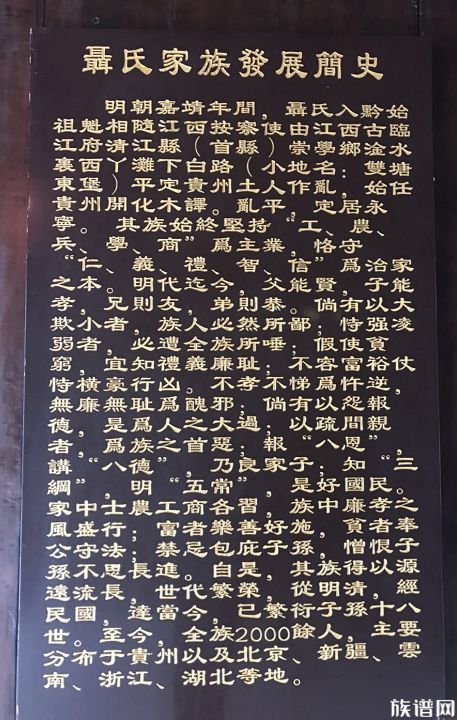 聶氏家族發展簡史
明朝嘉靖年間，聶氏入黔始
祖魁相隨江西按察使由江西古臨
江府清江縣（首縣）崇學鄉淦水
裏西丫灘下白路（小地名：雙塘
東堡）平定貴州土人作亂，始任
貴州開化木譯。亂平，定居永
寧。其族始終堅持“工、農、
兵、學、商”爲主業，恪守
“仁、義、禮、智、信”爲治家
之本。明代迄今，父能賢，子能
孝，兄則友，弟則恭。倘有以大
欺小者，族人必然所鄙；恃强凌
弱者，必遭全族所唾；假使貧
窮，宜知禮義廉耻；不容富裕仗
恃橫豪行凶。不孝不悌爲忤逆，
無廉無耻爲醜邪；倘有以怨報
德，是爲人之大過；以疏間親
者，爲族之首惡；報“八恩”，
講“八德”，乃良家子；知“三
綱”，明“五常”，是好國民。
家中士農工商各習，族中廉孝之
風盛行；富者樂善好施，貧者奉
公守法；禁忌包庇子孫，憎恨子
孫不思長進。自是，其族得以源
遠流長，世代繁榮，從明清，經
民國，達當今，已繁衍子孫十八
世。至今，全族2000餘人，主要
分布于貴州以及北京、新疆、雲
南、浙江、湖北等地。
族谱网